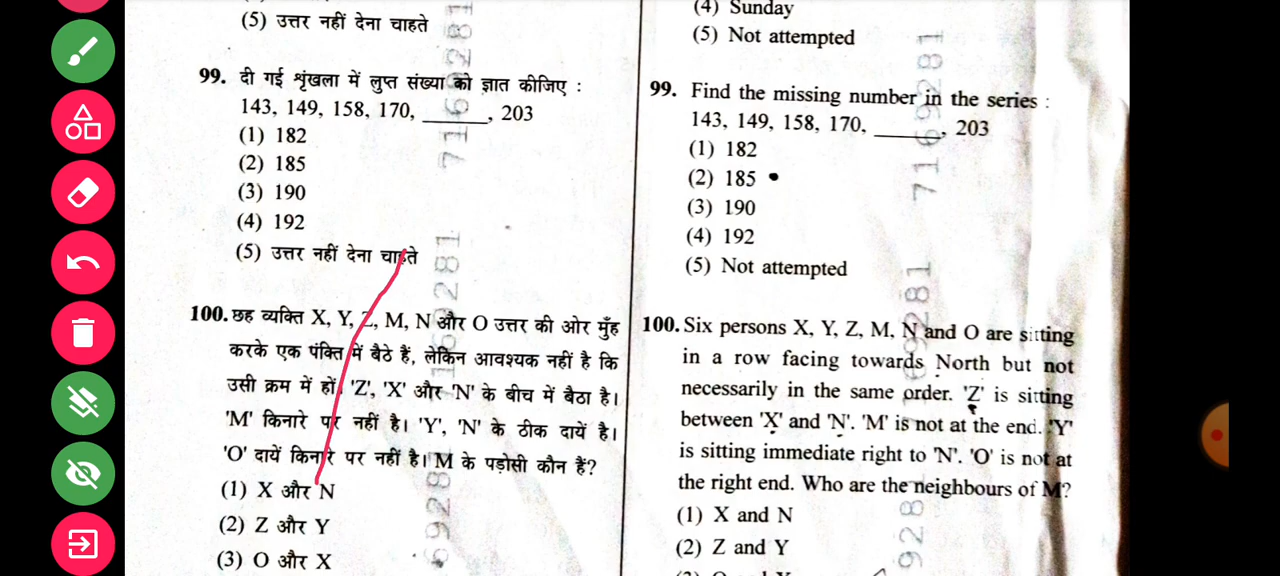 (5) उत्तर नहीं देना चाहते
99. दी गई शृंखला में लुप्त संख्या को ज्ञात कीजिए :
143, 149, 158, 170, ______, 203
(1) 182
(2) 185
(3) 190
(4) 192
(5) उत्तर नहीं देना चाहते
100. छह व्यक्ति X, Y, Z, M, N और O उत्तर की ओर मुँह
करके एक पंक्ति में बैठे हैं, लेकिन आवश्यक नहीं है कि
उसी क्रम में हों। 'Z', 'X' और 'N' के बीच में बैठा है।
'M' किनारे पर नहीं है। 'Y', 'N' के ठीक दायें है।
'O' दायें किनारे पर नहीं है। M के पड़ोसी कौन हैं?
(1) X और N
(2) Z और Y
(3) O और X
(4) Sunday
(5) Not attempted
99. Find the missing number in the series :
143, 149, 158, 170, ______, 203
(1) 182
(2) 185
(3) 190
(4) 192
(5) Not attempted
100. Six persons X, Y, Z, M, N and O are sitting
in a row facing towards North but not
necessarily in the same order. 'Z' is sitting
between 'X' and 'N'. 'M' is not at the end. 'Y'
is sitting immediate right to 'N'. 'O' is not at
the right end. Who are the neighbours of M?
(1) X and N
(2) Z and Y
7169281
7169281